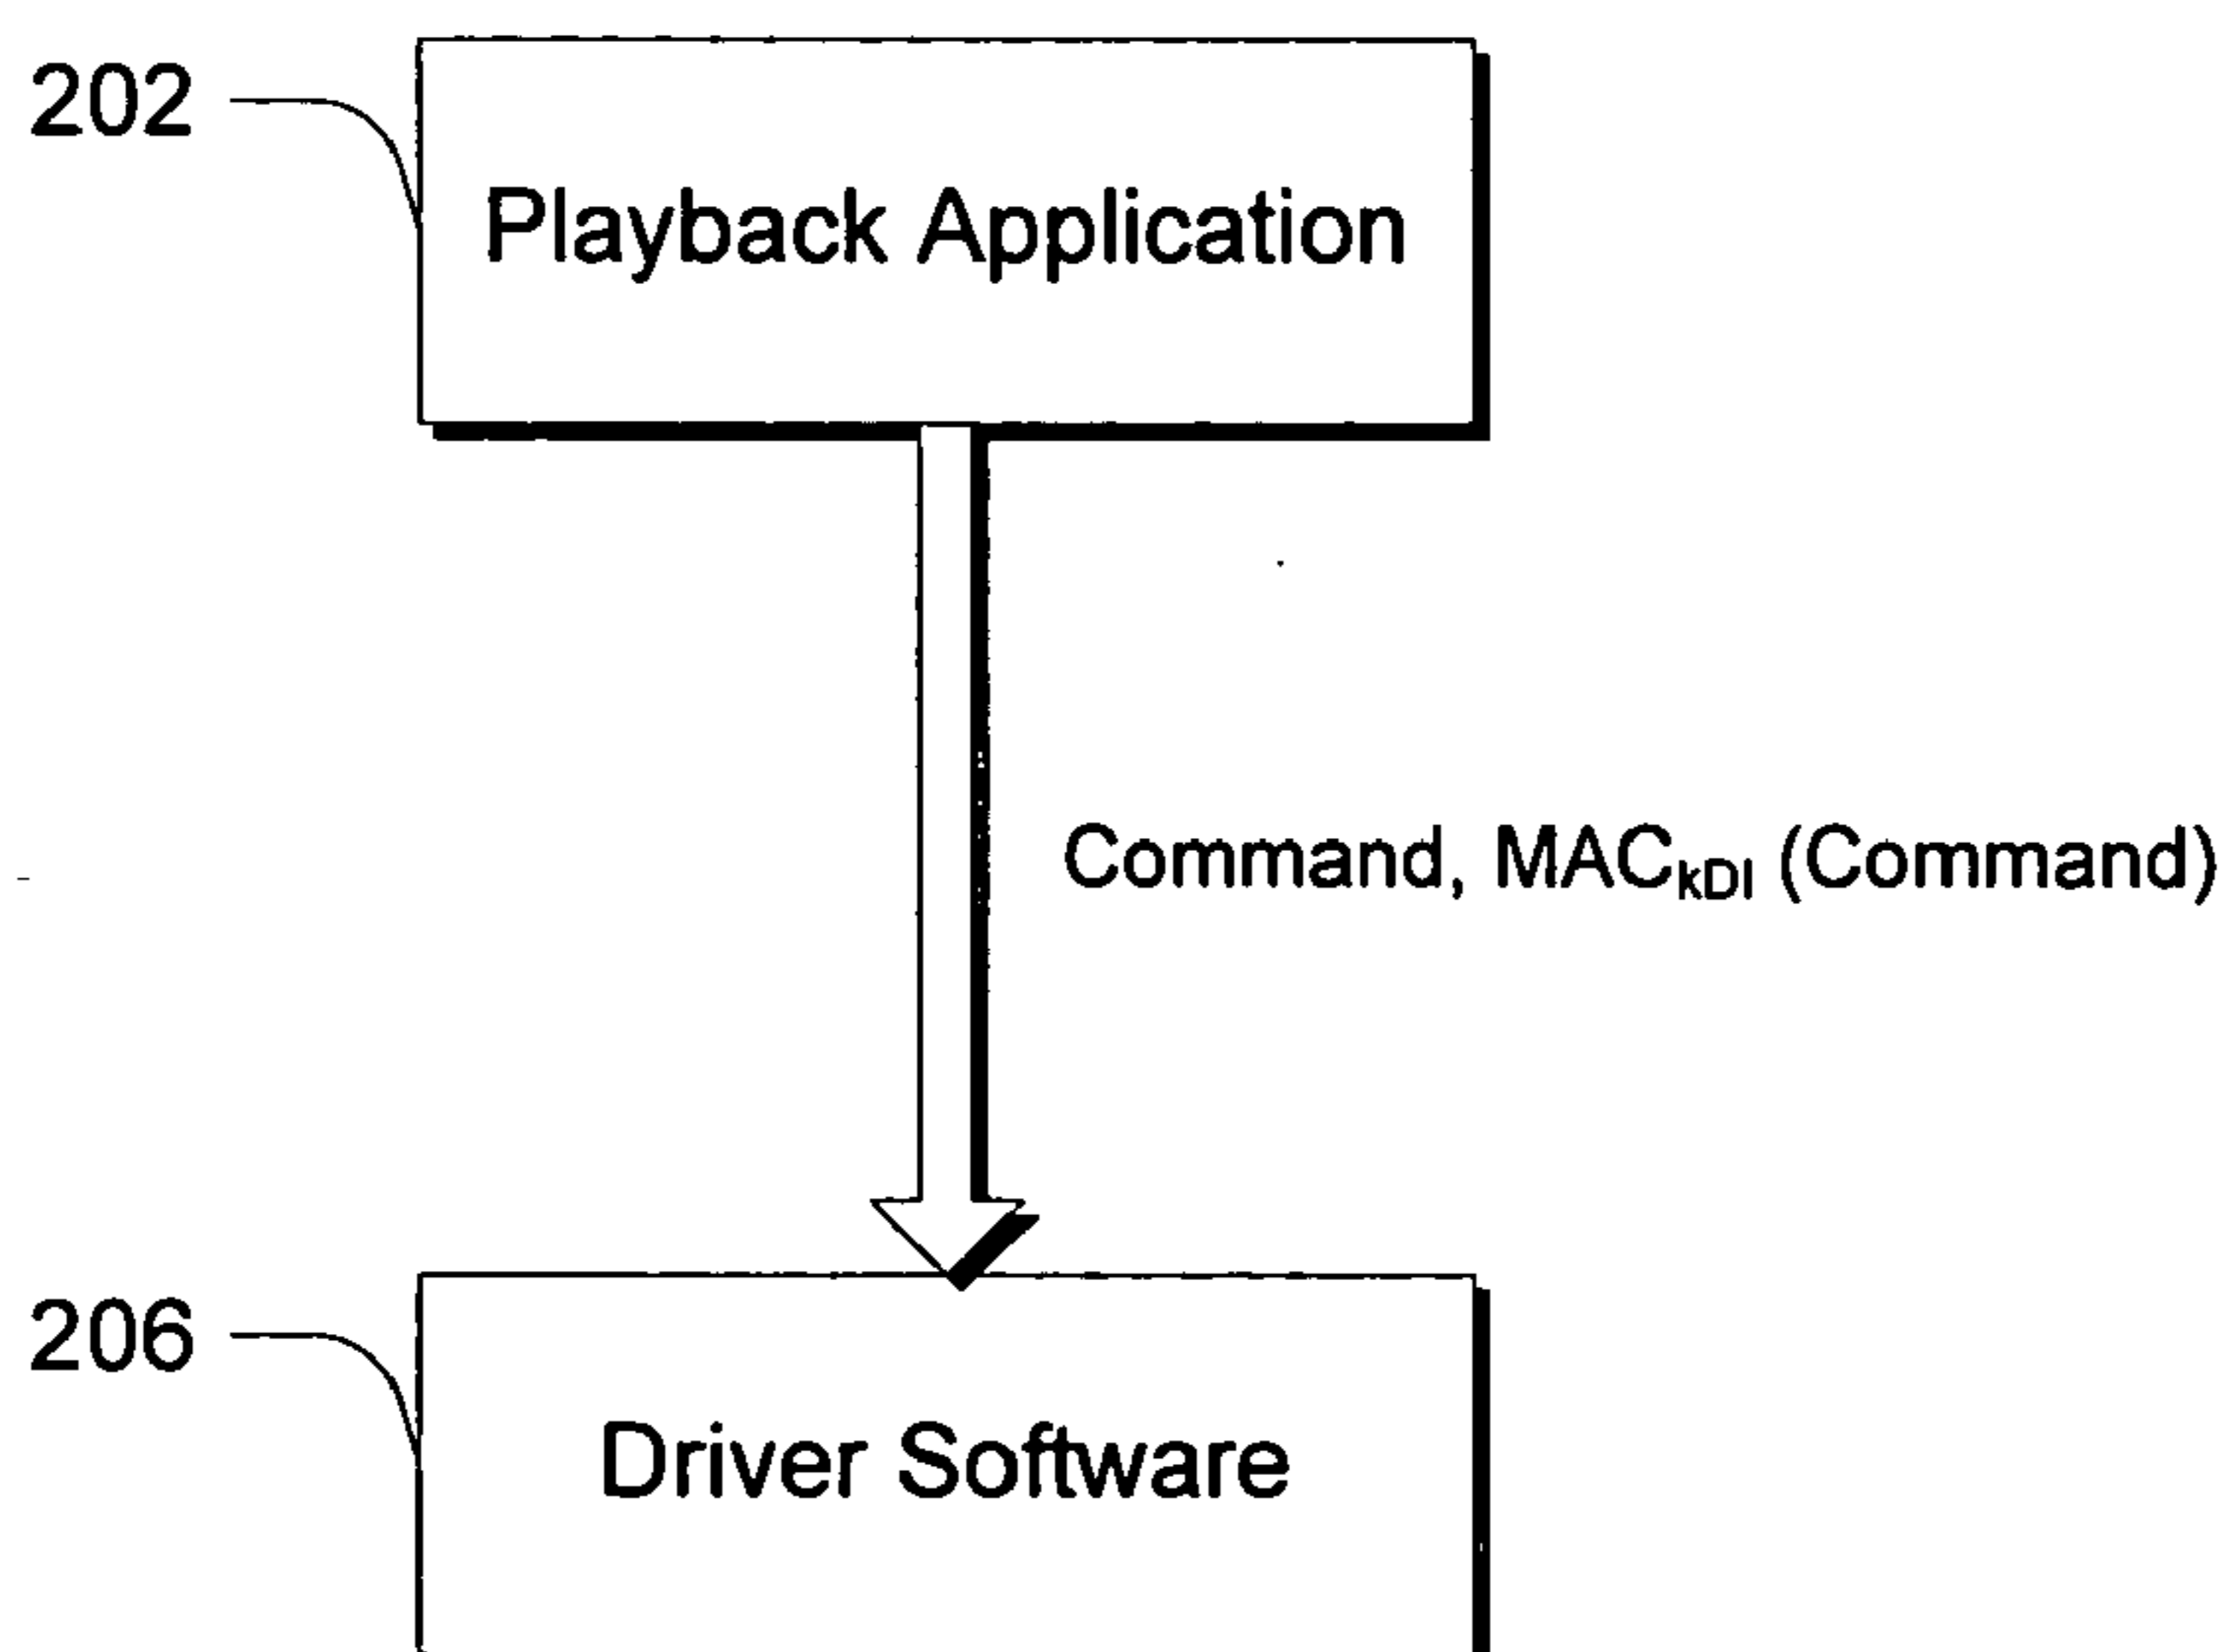 202
Playback Application
Command, MACkDI (Command)
206
Driver Software